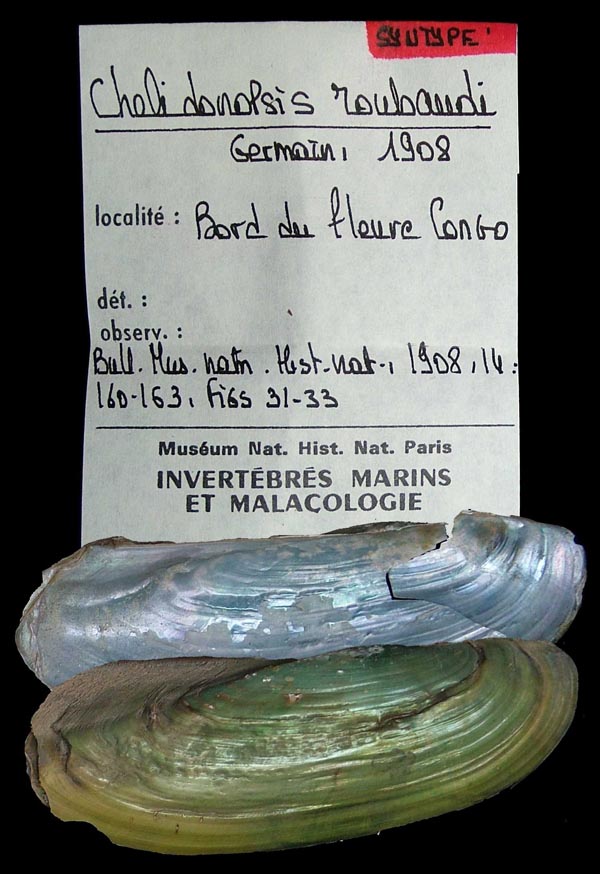 SYNTYPE
Chelidonopsis roubaudi
Germain, 1908
localité : Bord du fleuve Congo
dét. :
observ. :
Bull. Mus. natn. Hist. nat., 1908, 14:
160-163, figs 31-33
Muséum Nat. Hist. Nat. Paris
INVERTÉBRÉS MARINS
ET MALACOLOGIE